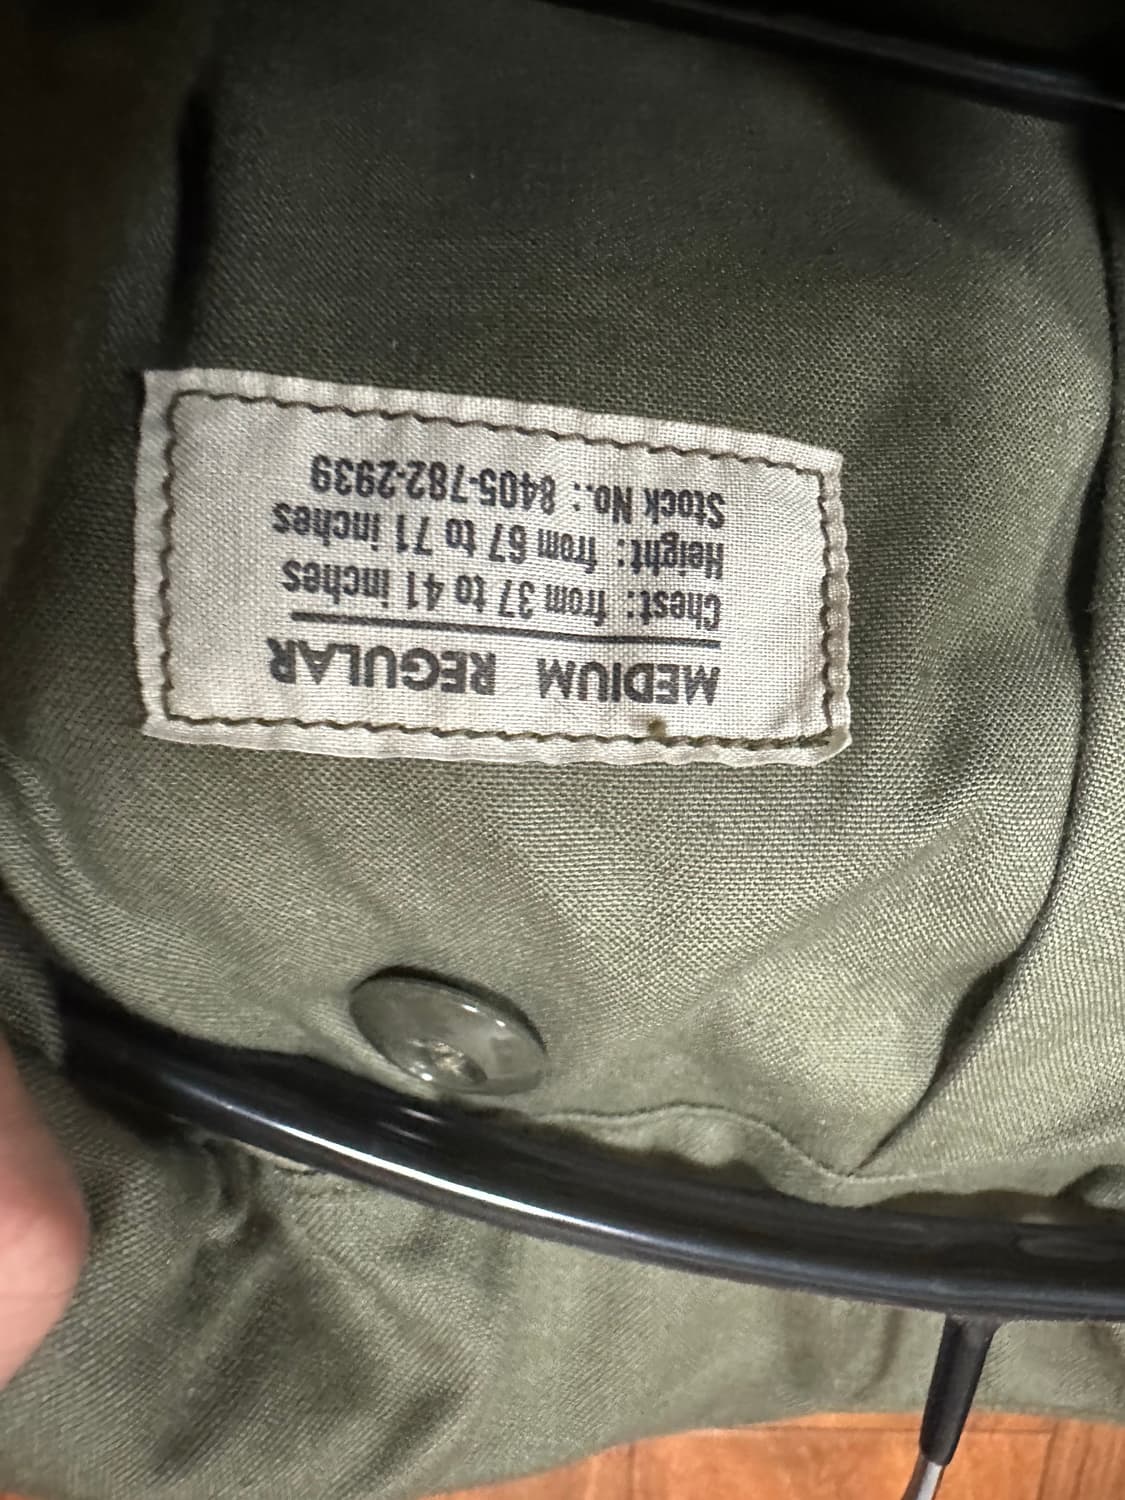 MEDIUM REGULAR
Chest: from 37 to 41 inches
Height: from 67 to 71 inches
Stock No.: 8405-782-2939